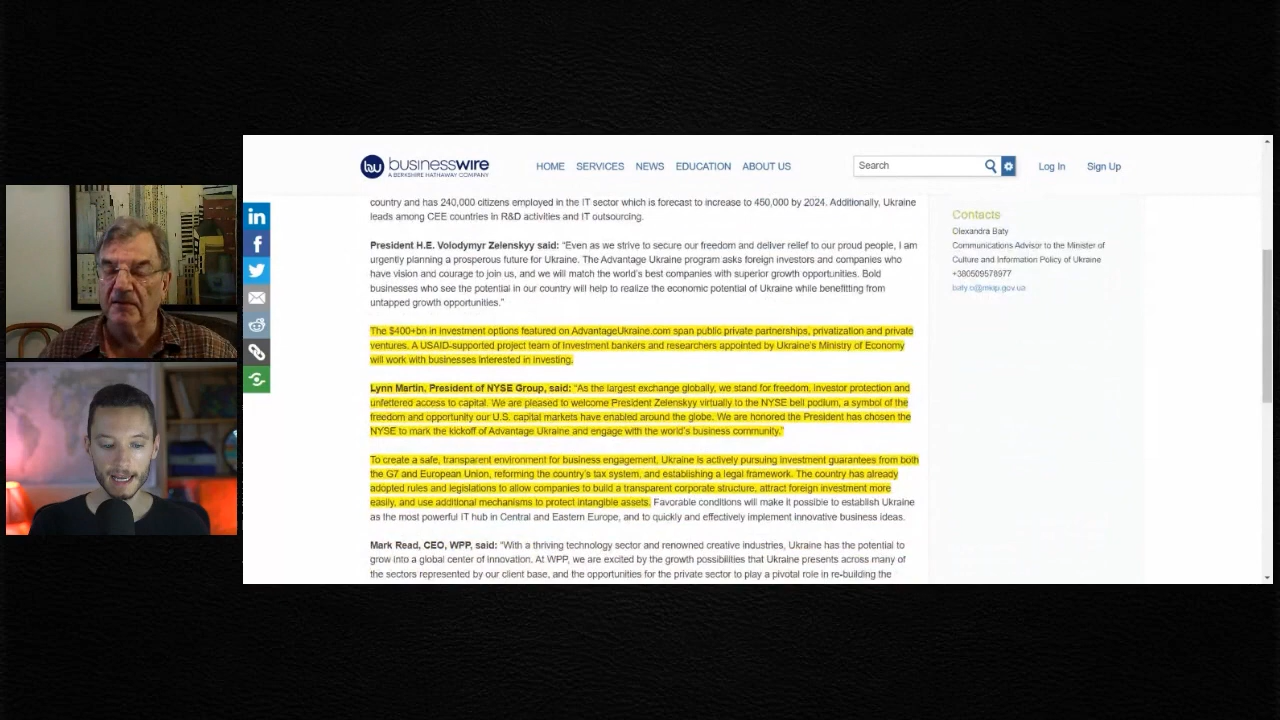 bw businesswire
A BERKSHIRE HATHAWAY COMPANY
HOME SERVICES NEWS EDUCATION ABOUT US
Search
Log In Sign Up
country and has 240,000 citizens employed in the IT sector which is forecast to increase to 450,000 by 2024. Additionally, Ukraine
leads among CEE countries in R&D activities and IT outsourcing.
President H.E. Volodymyr Zelenskyy said: “Even as we strive to secure our freedom and deliver relief to our proud people, I am
urgently planning a prosperous future for Ukraine. The Advantage Ukraine program asks foreign investors and companies who
have vision and courage to join us, and we will match the world’s best companies with superior growth opportunities. Bold
businesses who see the potential in our country will help to realize the economic potential of Ukraine while benefitting from
untapped growth opportunities.”
The $400+bn in investment options featured on AdvantageUkraine.com span public private partnerships, privatization and private
ventures. A USAID-supported project team of investment bankers and researchers appointed by Ukraine’s Ministry of Economy
will work with businesses interested in investing.
Lynn Martin, President of NYSE Group, said: “As the largest exchange globally, we stand for freedom, investor protection and
unfettered access to capital. We are pleased to welcome President Zelenskyy virtually to the NYSE bell podium, a symbol of the
freedom and opportunity our U.S. capital markets have enabled around the globe. We are honored the President has chosen the
NYSE to mark the kickoff of Advantage Ukraine and engage with the world’s business community.”
To create a safe, transparent environment for business engagement, Ukraine is actively pursuing investment guarantees from both
the G7 and European Union, reforming the country’s tax system, and establishing a legal framework. The country has already
adopted rules and legislations to allow companies to build a transparent corporate structure, attract foreign investment more
easily, and use additional mechanisms to protect intangible assets. Favorable conditions will make it possible to establish Ukraine
as the most powerful IT hub in Central and Eastern Europe, and to quickly and effectively implement innovative business ideas.
Mark Read, CEO, WPP, said: “With a thriving technology sector and renowned creative industries, Ukraine has the potential to
grow into a global center of innovation. At WPP, we are excited by the growth possibilities that Ukraine presents across many of
the sectors represented by our client base, and the opportunities for the private sector to play a pivotal role in re-building the
Contacts
Olexandra Baty
Communications Advisor to the Minister of
Culture and Information Policy of Ukraine
+380509578977
baty.o@mkip.gov.ua